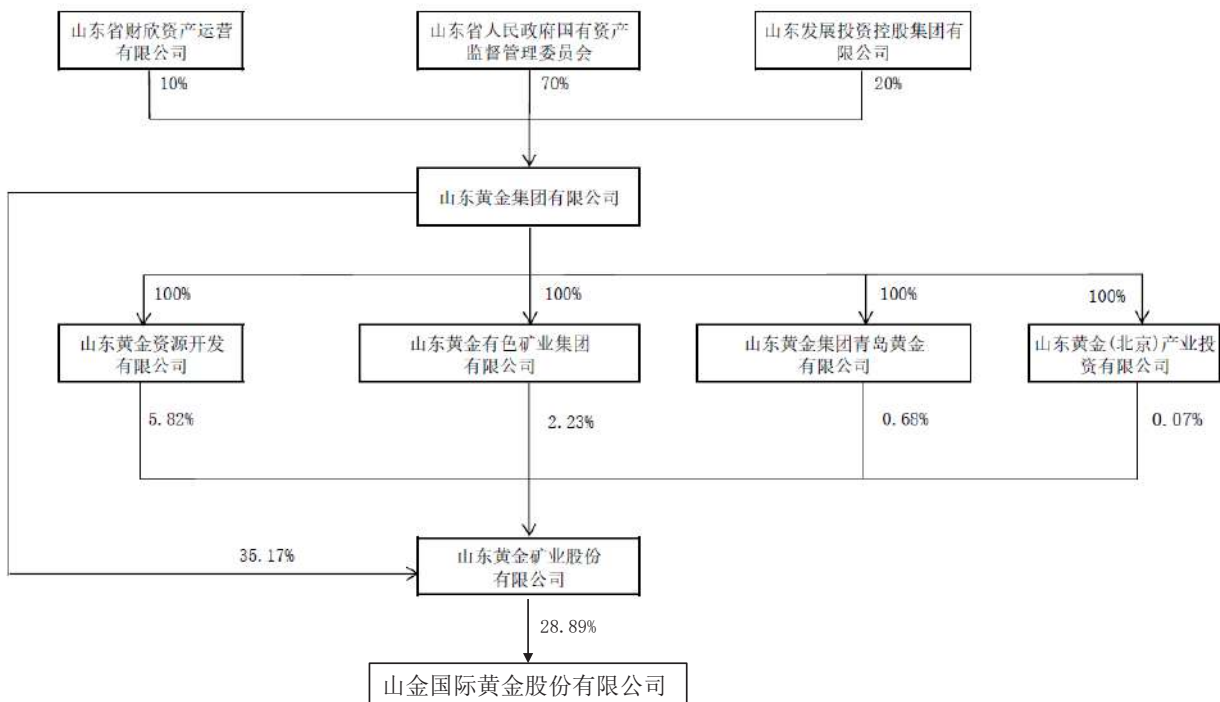 山东省财欣资产运营
有限公司
山东省人民政府国有资产
监督管理委员会
山东发展投资控股集团有
限公司
10%
70%
20%
山东黄金集团有限公司
100%
100%
100%
100%
山东黄金资源开发
有限公司
山东黄金有色矿业集团
有限公司
山东黄金集团青岛黄金
有限公司
山东黄金(北京)产业投
资有限公司
5.82%
2.23%
0.68%
0.07%
35.17%
山东黄金矿业股份
有限公司
28.89%
山金国际黄金股份有限公司